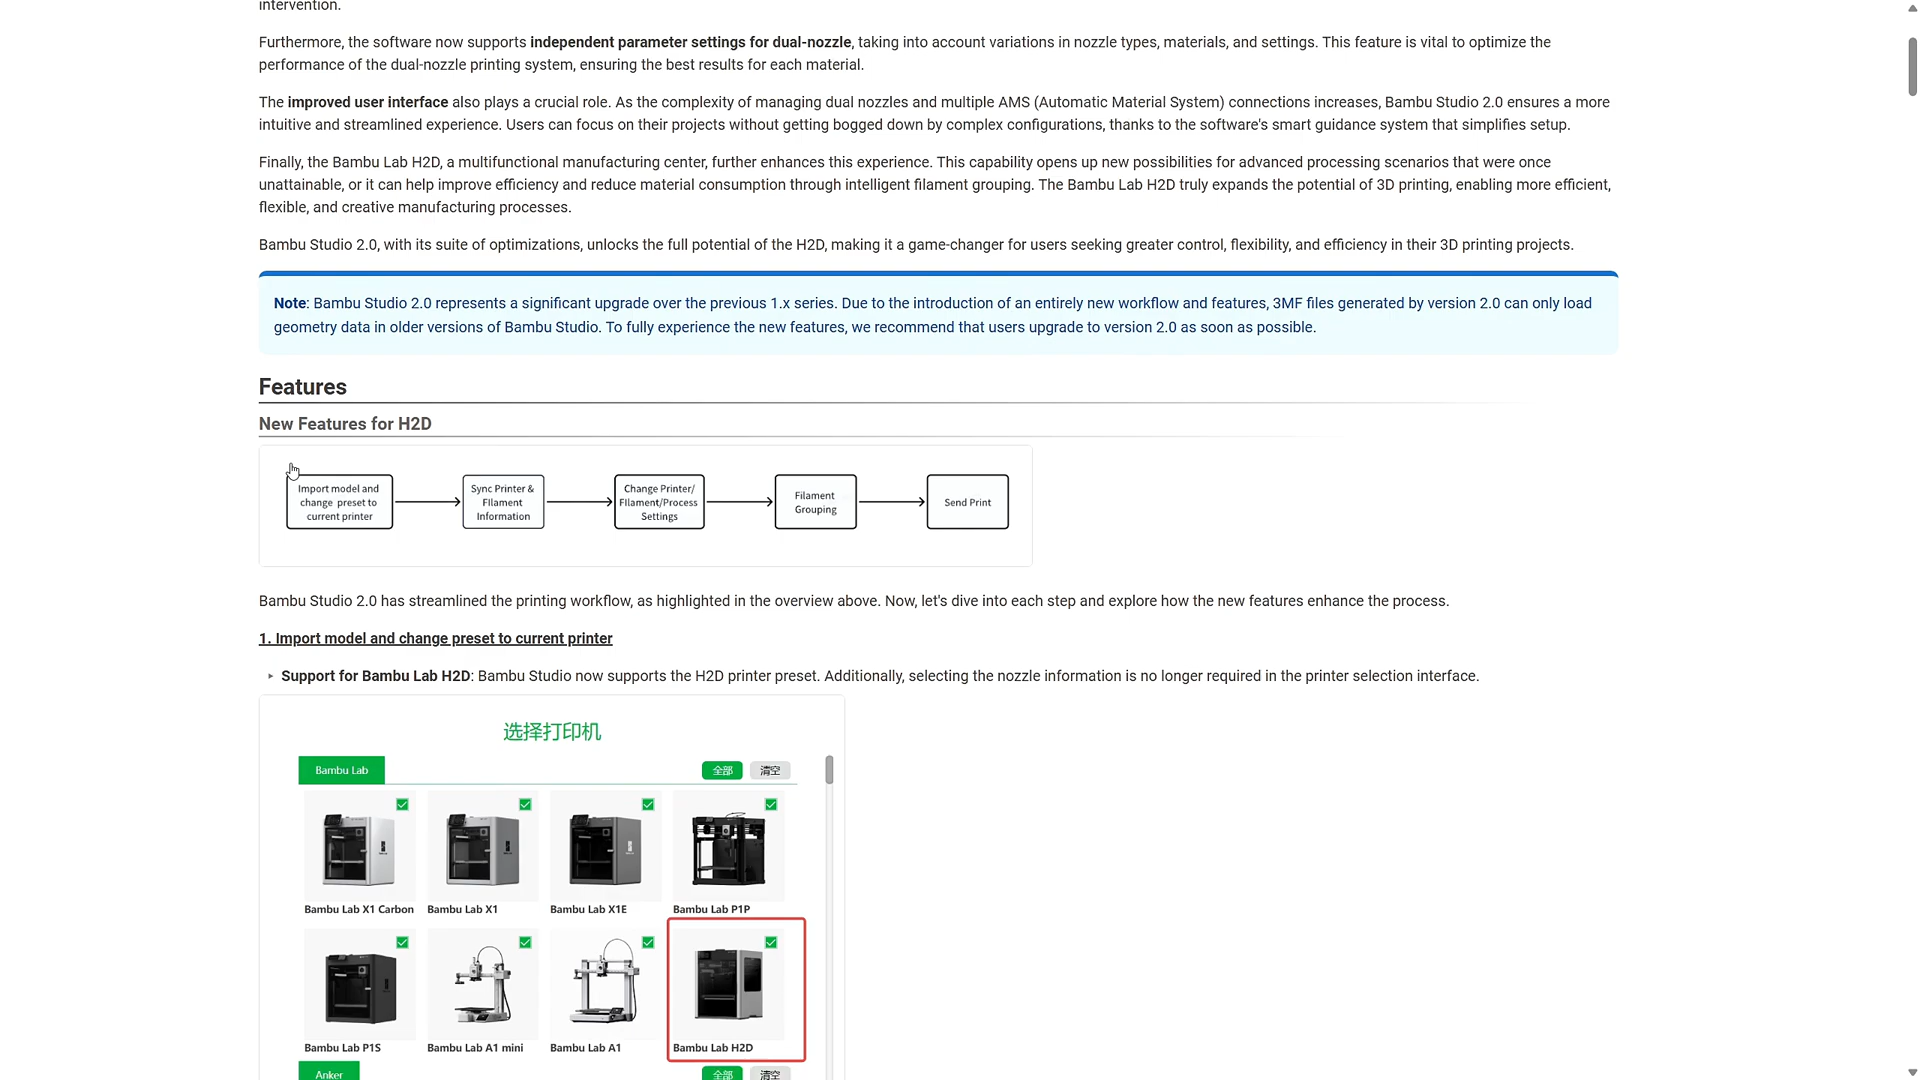 intervention.
Furthermore, the software now supports independent parameter settings for dual-nozzle, taking into account variations in nozzle types, materials, and settings. This feature is vital to optimize the
performance of the dual-nozzle printing system, ensuring the best results for each material.
The improved user interface also plays a crucial role. As the complexity of managing dual nozzles and multiple AMS (Automatic Material System) connections increases, Bambu Studio 2.0 ensures a more
intuitive and streamlined experience. Users can focus on their projects without getting bogged down by complex configurations, thanks to the software's smart guidance system that simplifies setup.
Finally, the Bambu Lab H2D, a multifunctional manufacturing center, further enhances this experience. This capability opens up new possibilities for advanced processing scenarios that were once
unattainable, or it can help improve efficiency and reduce material consumption through intelligent filament grouping. The Bambu Lab H2D truly expands the potential of 3D printing, enabling more efficient,
flexible, and creative manufacturing processes.
Bambu Studio 2.0, with its suite of optimizations, unlocks the full potential of the H2D, making it a game-changer for users seeking greater control, flexibility, and efficiency in their 3D printing projects.
Note: Bambu Studio 2.0 represents a significant upgrade over the previous 1.x series. Due to the introduction of an entirely new workflow and features, 3MF files generated by version 2.0 can only load
geometry data in older versions of Bambu Studio. To fully experience the new features, we recommend that users upgrade to version 2.0 as soon as possible.
Features
New Features for H2D
Import model and
change preset to
current printer
Sync Printer &
FIlament
Information
Change Printer/
FIlament/Process
Settings
Filament
Grouping
Send Print
Bambu Studio 2.0 has streamlined the printing workflow, as highlighted in the overview above. Now, let's dive into each step and explore how the new features enhance the process.
1. Import model and change preset to current printer
Support for Bambu Lab H2D: Bambu Studio now supports the H2D printer preset. Additionally, selecting the nozzle information is no longer required in the printer selection interface.
选择打印机
Bambu Lab
全部 清空
Bambu Lab X1 Carbon Bambu Lab X1 Bambu Lab X1E Bambu Lab P1P
Bambu Lab P1S Bambu Lab A1 mini Bambu Lab A1 Bambu Lab H2D
Anker
全部 清空